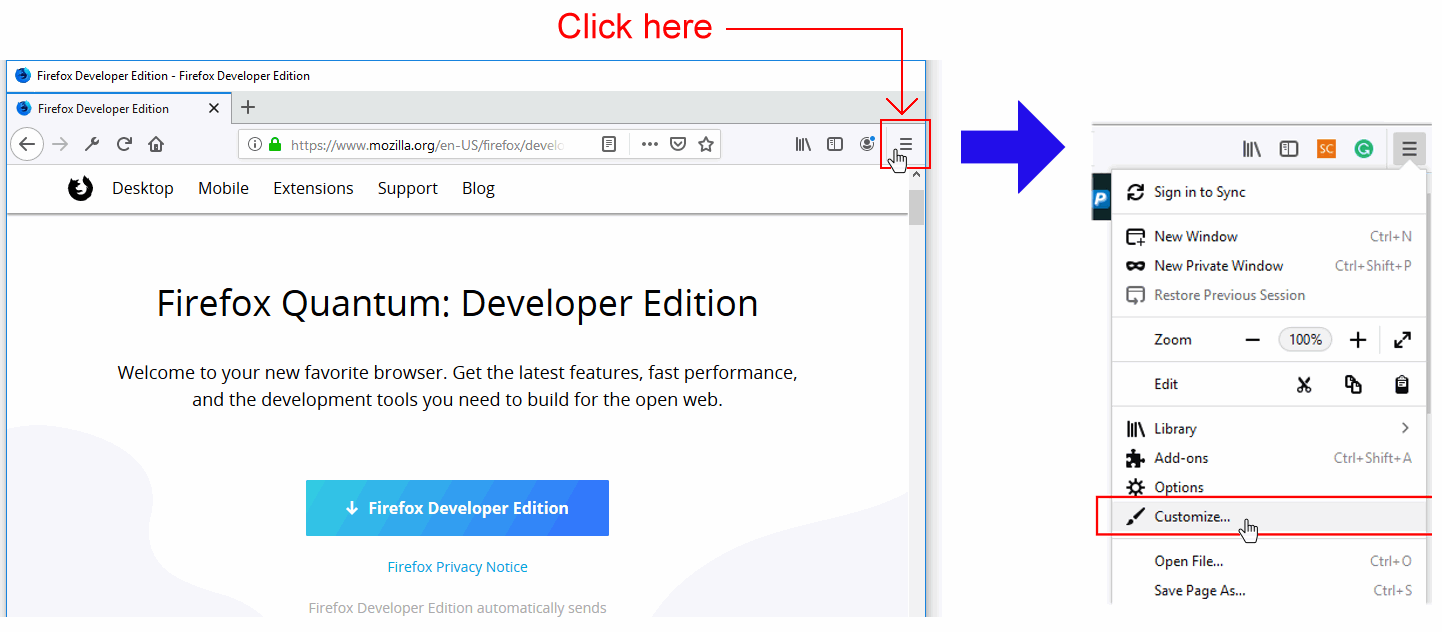 Click here
Firefox Developer Edition - Firefox Developer Edition
Firefox Developer Edition
https://www.mozilla.org/en-US/firefox/develo
Desktop Mobile Extensions Support Blog
Firefox Quantum: Developer Edition
Welcome to your new favorite browser. Get the latest features, fast performance,
and the development tools you need to build for the open web.
Firefox Developer Edition
Firefox Privacy Notice
Firefox Developer Edition automatically sends
SC
P
Sign in to Sync
New Window Ctrl+N
New Private Window Ctrl+Shift+P
Restore Previous Session
Zoom 100%
Edit
Library
Add-ons Ctrl+Shift+A
Options
Customize...
Open File... Ctrl+O
Save Page As... Ctrl+S